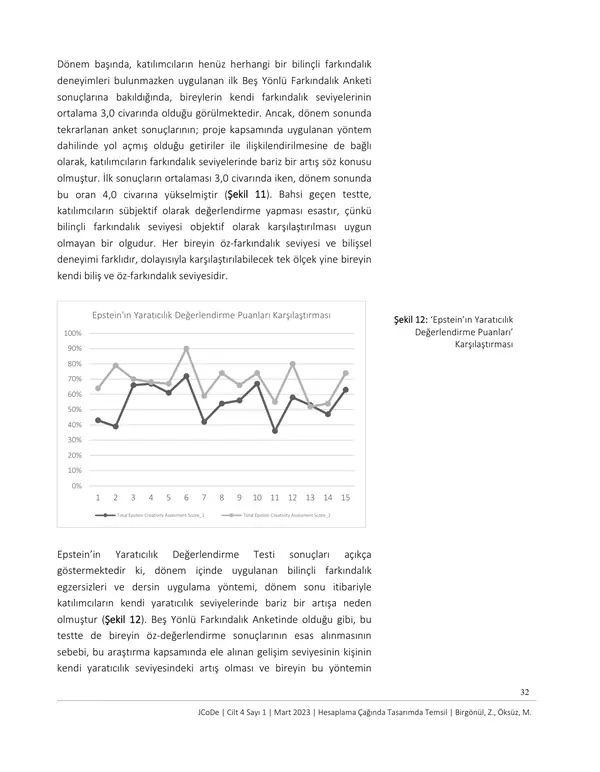 Dönem başında, katılımcıların henüz herhangi bir bilinçli farkındalık
deneyimleri bulunmazken uygulanan ilk Beş Yönlü Farkındalık Anketi
sonuçlarına bakıldığında, bireylerin kendi farkındalık seviyelerinin
ortalama 3,0 civarında olduğu görülmektedir. Ancak, dönem sonunda
tekrarlanan anket sonuçlarının; proje kapsamında uygulanan yöntem
dahilinde yol açmış olduğu getiriler ile ilişkilendirilmesine de bağlı
olarak, katılımcıların farkındalık seviyelerinde bariz bir artış söz konusu
olmuştur. İlk sonuçların ortalaması 3,0 civarında iken, dönem sonunda
bu oran 4,0 civarına yükselmiştir (Şekil 11). Bahsi geçen testte,
katılımcıların sübjektif olarak değerlendirme yapması esastır, çünkü
bilinçli farkındalık seviyesi objektif olarak karşılaştırılması uygun
olmayan bir olgudur. Her bireyin öz-farkındalık seviyesi ve bilişsel
deneyimi farklıdır, dolayısıyla karşılaştırılabilecek tek ölçek yine bireyin
kendi biliş ve öz-farkındalık seviyesidir.
Epstein'ın Yaratıcılık Değerlendirme Puanları Karşılaştırması
100%
90%
80%
70%
60%
50%
40%
30%
20%
10%
0%
1 2 3 4 5 6 7 8 9 10 11 12 13 14 15
Total Epstein Creativity Assesment Score_1 Total Epstein Creativity Assesment Score_2
Şekil 12: ‘Epstein’ın Yaratıcılık
Değerlendirme Puanları’
Karşılaştırması
Epstein’in Yaratıcılık Değerlendirme Testi sonuçları açıkça
göstermektedir ki, dönem içinde uygulanan bilinçli farkındalık
egzersizleri ve dersin uygulama yöntemi, dönem sonu itibariyle
katılımcıların kendi yaratıcılık seviyelerinde bariz bir artışa neden
olmuştur (Şekil 12). Beş Yönlü Farkındalık Anketinde olduğu gibi, bu
testte de bireyin öz-değerlendirme sonuçlarının esas alınmasının
sebebi, bu araştırma kapsamında ele alınan gelişim seviyesinin kişinin
kendi yaratıcılık seviyesindeki artış olması ve bireyin bu yöntemin
32
JCoDe | Cilt 4 Sayı 1 | Mart 2023 | Hesaplama Çağında Tasarımda Temsil | Birgönül, Z., Öksüz, M.